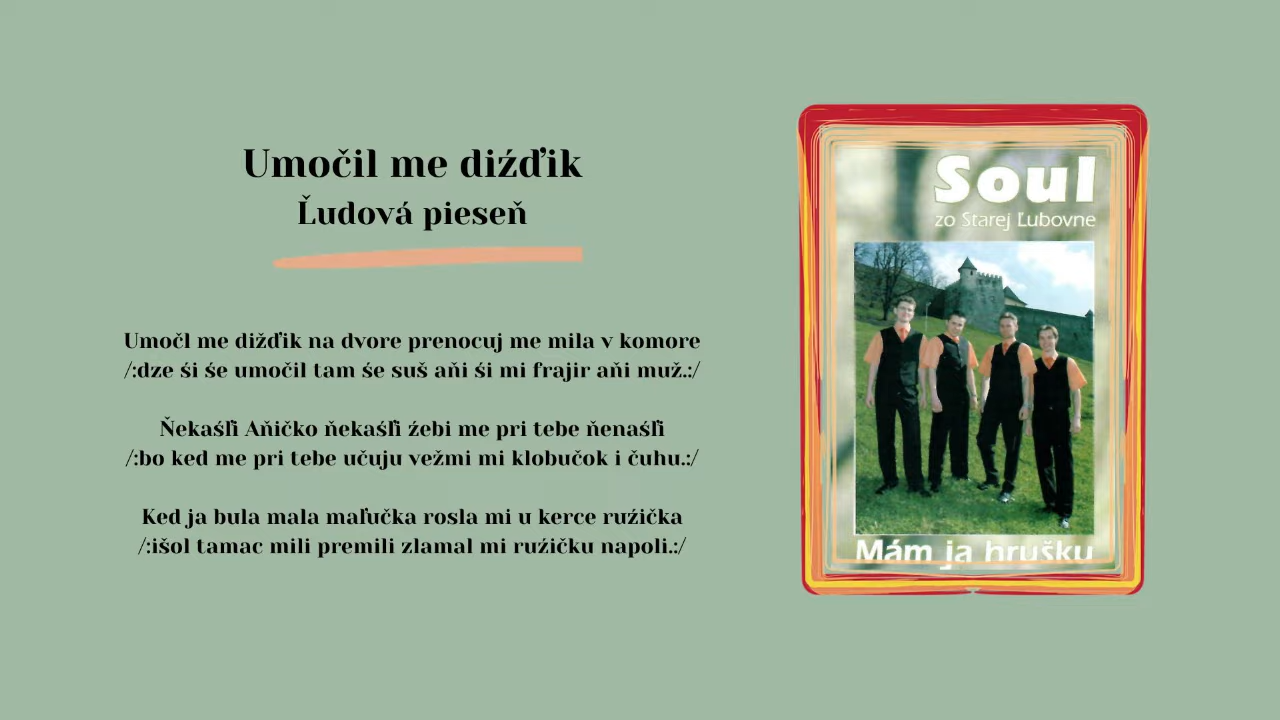 Umočil me diźďik
Ľudová pieseň
Umočl me dižďik na dvore prenocuj me mila v komore
/:dze śi śe umočil tam śe suš aňi śi mi frajir aňi muž.:/
Ňekaśľi Aňičko ňekaśľi źebi me pri tebe ňenaśľi
/:bo ked me pri tebe učuju vežmi mi klobučok i čuhu.:/
Ked ja bula mala maľučka rosla mi u kerce ruźička
/:išol tamac mili premili zlamal mi ruźičku napoli.:/
Soul
zo Starej Ľubovne
Mám ja hrušku